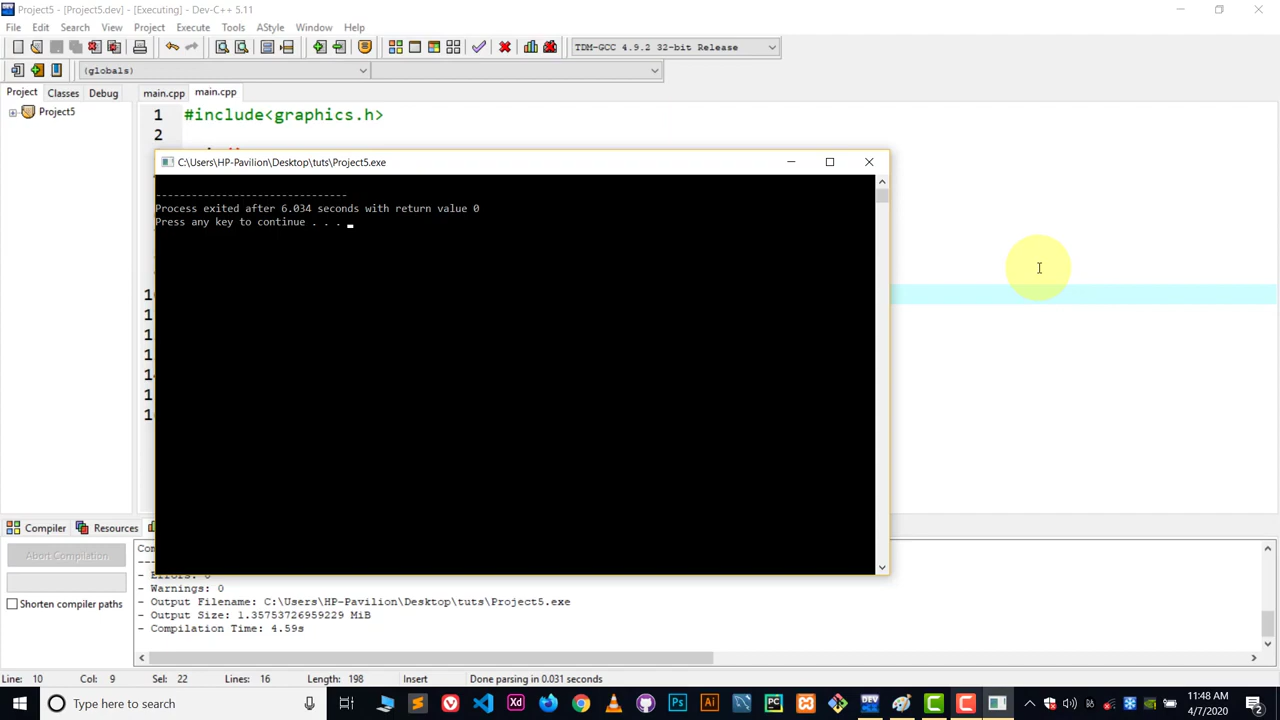 Project5 - [Project5.dev] - [Executing] - Dev-C++ 5.11
File Edit Search View Project Execute Tools AStyle Window Help
TDM-GCC 4.9.2 32-bit Release
(globals)
Project Classes Debug main.cpp main.cpp
Project5
1 #include<graphics.h>
2
C:\Users\HP-Pavilion\Desktop\tuts\Project5.exe
--------------------------------
Process exited after 6.034 seconds with return value 0
Press any key to continue . . .
Compiler Resources
Abort Compilation
Shorten compiler paths
- Errors: 0
- Warnings: 0
- Output Filename: C:\Users\HP-Pavilion\Desktop\tuts\Project5.exe
- Output Size: 1.35753726959229 MiB
- Compilation Time: 4.59s
Line: 10 Col: 9 Sel: 22 Lines: 16 Length: 198 Insert Done parsing in 0.031 seconds
Type here to search
11:48 AM
4/7/2020